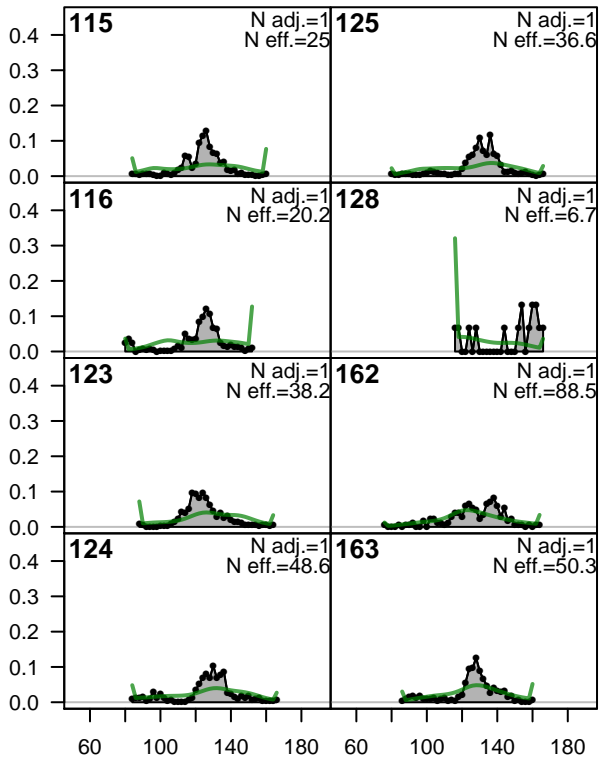 115 N adj.=1
N eff.=25
125 N adj.=1
N eff.=36.6
0.4
0.3
0.2
0.1
0.0
116 N adj.=1
N eff.=20.2
128 N adj.=1
N eff.=6.7
0.4
0.3
0.2
0.1
0.0
123 N adj.=1
N eff.=38.2
162 N adj.=1
N eff.=88.5
0.4
0.3
0.2
0.1
0.0
124 N adj.=1
N eff.=48.6
163 N adj.=1
N eff.=50.3
0.4
0.3
0.2
0.1
0.0
60 100 140 180 60 100 140 180